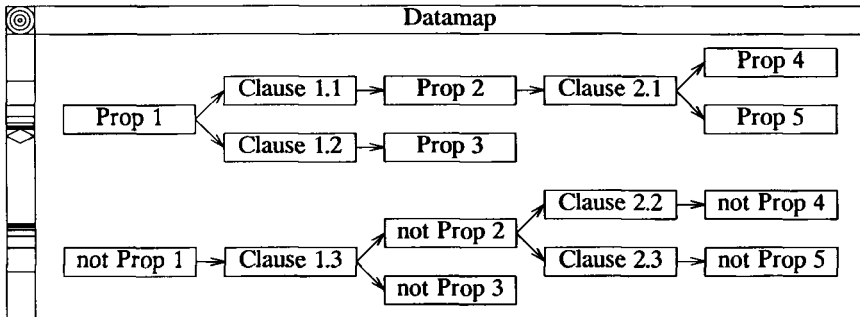 Datamap
Prop 4
Clause 1.1 Prop 2 Clause 2.1
Prop 1 Prop 5
Clause 1.2 Prop 3
Clause 2.2 not Prop 4
not Prop 2
not Prop 1 Clause 1.3 Clause 2.3 not Prop 5
not Prop 3